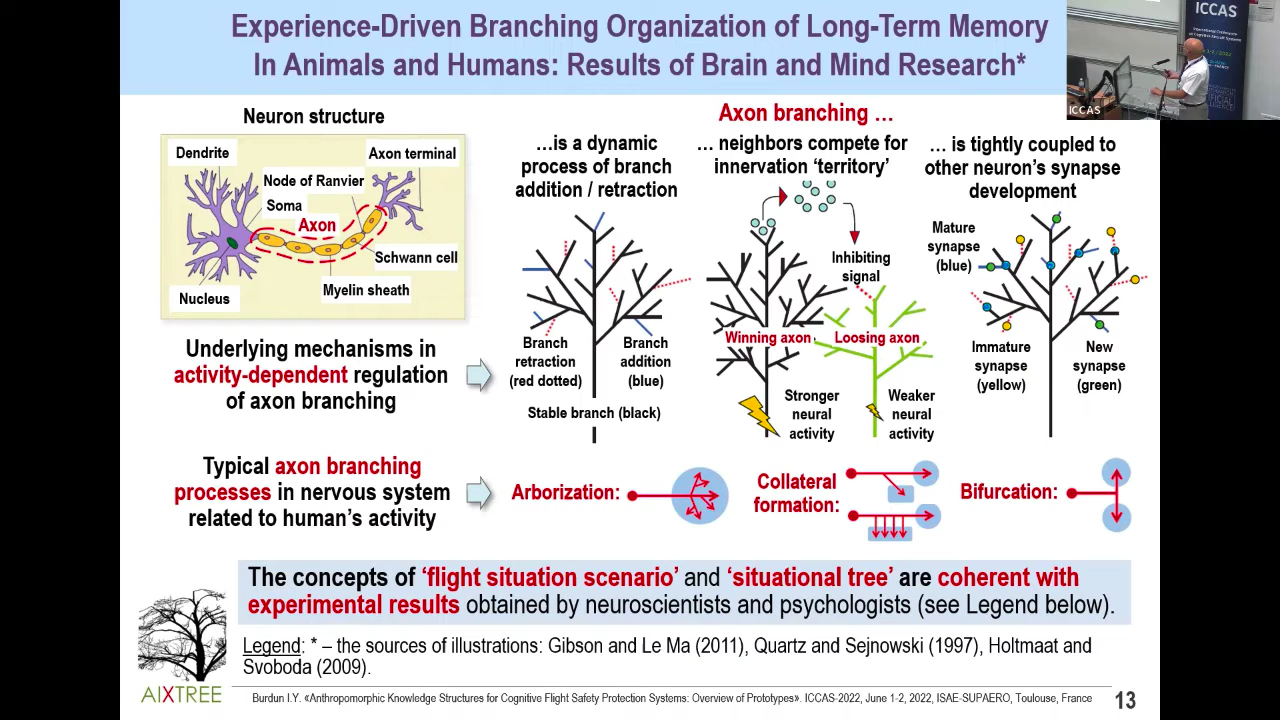 Experience-Driven Branching Organization of Long-Term Memory
In Animals and Humans: Results of Brain and Mind Research*
ICCAS
International Conference
on Cognitive Aircraft Systems
ICCAS
Neuron structure
Dendrite
Axon terminal
Node of Ranvier
Soma
Axon
Schwann cell
Myelin sheath
Nucleus
Axon branching ...
...is a dynamic
process of branch
addition / retraction
... neighbors compete for
innervation ‘territory’
... is tightly coupled to
other neuron's synapse
development
Underlying mechanisms in
activity-dependent regulation
of axon branching
Branch
retraction
(red dotted)
Branch
addition
(blue)
Stable branch (black)
Inhibiting
signal
Winning axon
Loosing axon
Stronger
neural
activity
Weaker
neural
activity
Mature
synapse
(blue)
Immature
synapse
(yellow)
New
synapse
(green)
Typical axon branching
processes in nervous system
related to human's activity
Arborization:
Collateral
formation:
Bifurcation:
The concepts of ‘flight situation scenario’ and ‘situational tree’ are coherent with
experimental results obtained by neuroscientists and psychologists (see Legend below).
Legend: * – the sources of illustrations: Gibson and Le Ma (2011), Quartz and Sejnowski (1997), Holtmaat and
Svoboda (2009).
AIXTREE
Burdun I.Y. «Anthropomorphic Knowledge Structures for Cognitive Flight Safety Protection Systems: Overview of Prototypes». ICCAS-2022, June 1-2, 2022, ISAE-SUPAERO, Toulouse, France
13